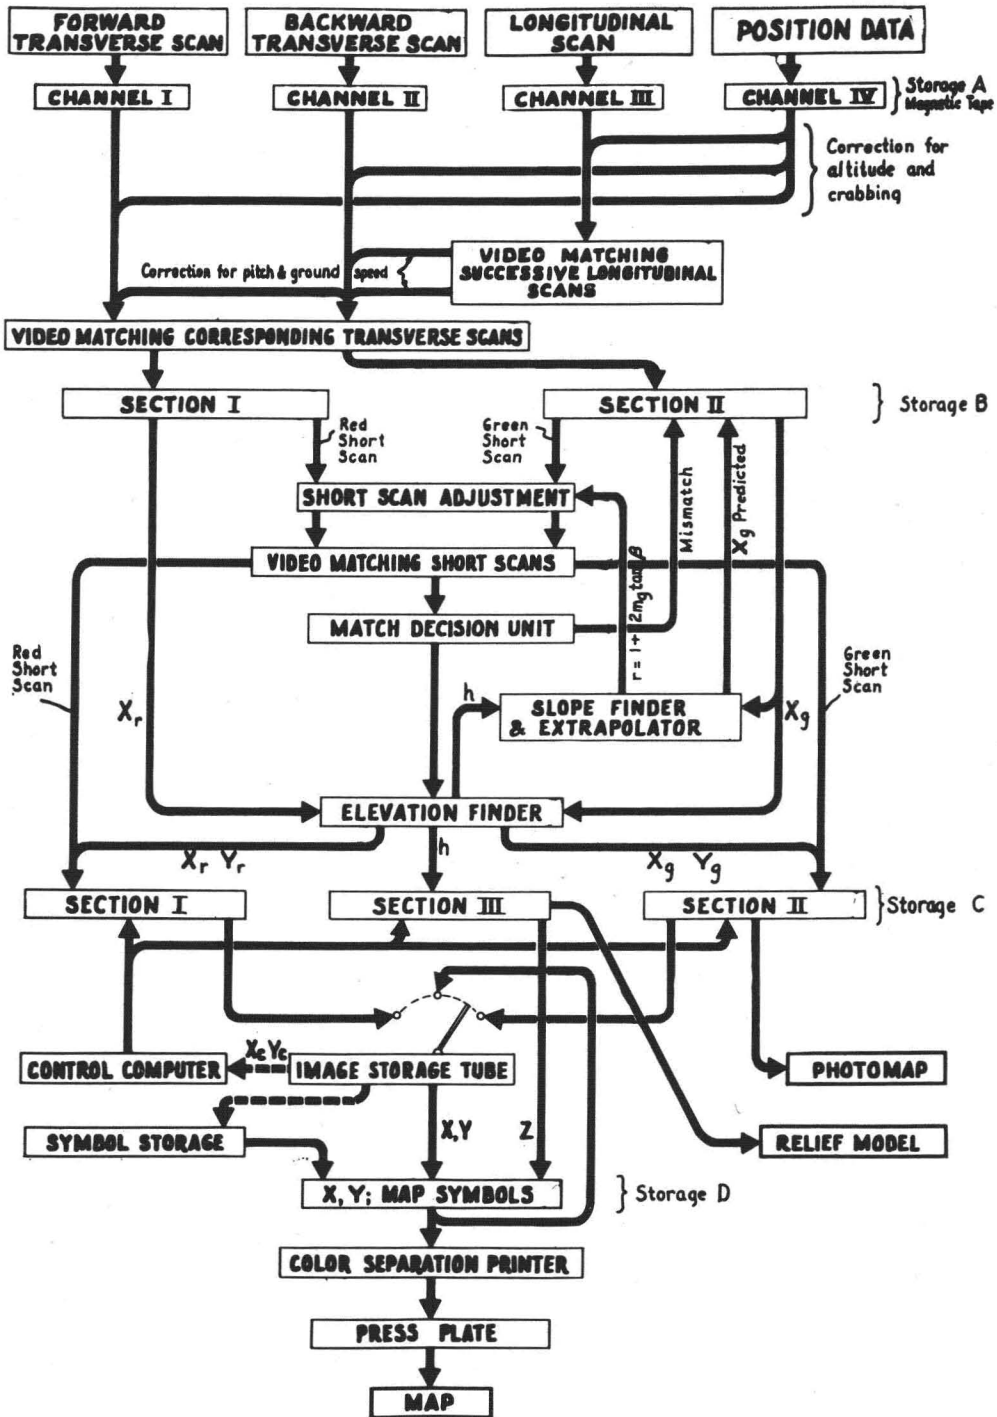 FORWARD
TRANSVERSE SCAN
BACKWARD
TRANSVERSE SCAN
LONGITUDINAL
SCAN
POSITION DATA
CHANNEL I
CHANNEL II
CHANNEL III
CHANNEL IV
Storage A
Magnetic Tape
Correction for
altitude and
crabbing
VIDEO MATCHING
SUCCESSIVE LONGITUDINAL
SCANS
Correction for pitch & ground speed
VIDEO MATCHING CORRESPONDING TRANSVERSE SCANS
SECTION I
SECTION II
Storage B
Red
Short
Scan
Green
Short
Scan
Mismatch
Xg Predicted
SHORT SCAN ADJUSTMENT
VIDEO MATCHING SHORT SCANS
r = 1 + 2mg tan β
MATCH DECISION UNIT
Red
Short
Scan
Xr
h
SLOPE FINDER
& EXTRAPOLATOR
Xg
Green
Short
Scan
ELEVATION FINDER
Xr Yr
h
Xg Yg
SECTION I
SECTION III
SECTION II
Storage C
CONTROL COMPUTER
Xc Yc
IMAGE STORAGE TUBE
PHOTOMAP
SYMBOL STORAGE
X,Y
Z
RELIEF MODEL
X, Y; MAP SYMBOLS
Storage D
COLOR SEPARATION PRINTER
PRESS PLATE
MAP